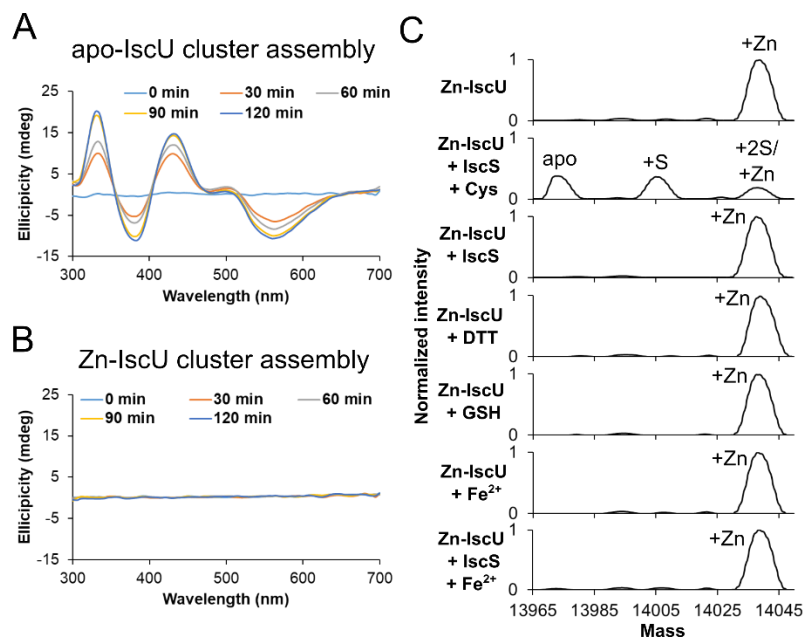 A
apo-IscU cluster assembly
0 min 30 min 60 min
90 min 120 min
Ellicipicity (mdeg)
25
15
5
-5
-15
300 400 500 600 700
Wavelength (nm)
B
Zn-IscU cluster assembly
0 min 30 min 60 min
90 min 120 min
Ellicipicity (mdeg)
25
15
5
-5
-15
300 400 500 600 700
Wavelength (nm)
C
Normalized intensity
Zn-IscU
1
0
+Zn
Zn-IscU
+ IscS
+ Cys
1
0
apo
+S
+2S/
+Zn
Zn-IscU
+ IscS
1
0
+Zn
Zn-IscU
+ DTT
1
0
+Zn
Zn-IscU
+ GSH
1
0
+Zn
Zn-IscU
+ Fe²⁺
1
0
+Zn
Zn-IscU
+ IscS
+ Fe²⁺
1
0
+Zn
13965 13985 14005 14025 14045
Mass